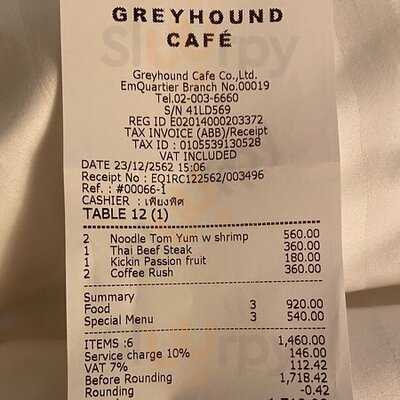 GREYHOUND
CAFÉ
Greyhound Cafe Co.,Ltd.
EmQuartier Branch No.00019
Tel.02-003-6660
S/N 41LD569
REG ID E02014000203372
TAX INVOICE (ABB)/Receipt
TAX ID : 0105539130528
VAT INCLUDED
DATE 23/12/2562 15:06
Receipt No : EQ1RC122562/003496
Ref. : #00066-1
CASHIER : เพียงพิศ
TABLE 12 (1)
2 Noodle Tom Yum w shrimp 560.00
1 Thai Beef Steak 360.00
1 Kickin Passion fruit 180.00
2 Coffee Rush 360.00
Summary
Food 3 920.00
Special Menu 3 540.00
ITEMS :6 1,460.00
Service charge 10% 146.00
VAT 7% 112.42
Before Rounding 1,718.42
Rounding -0.42